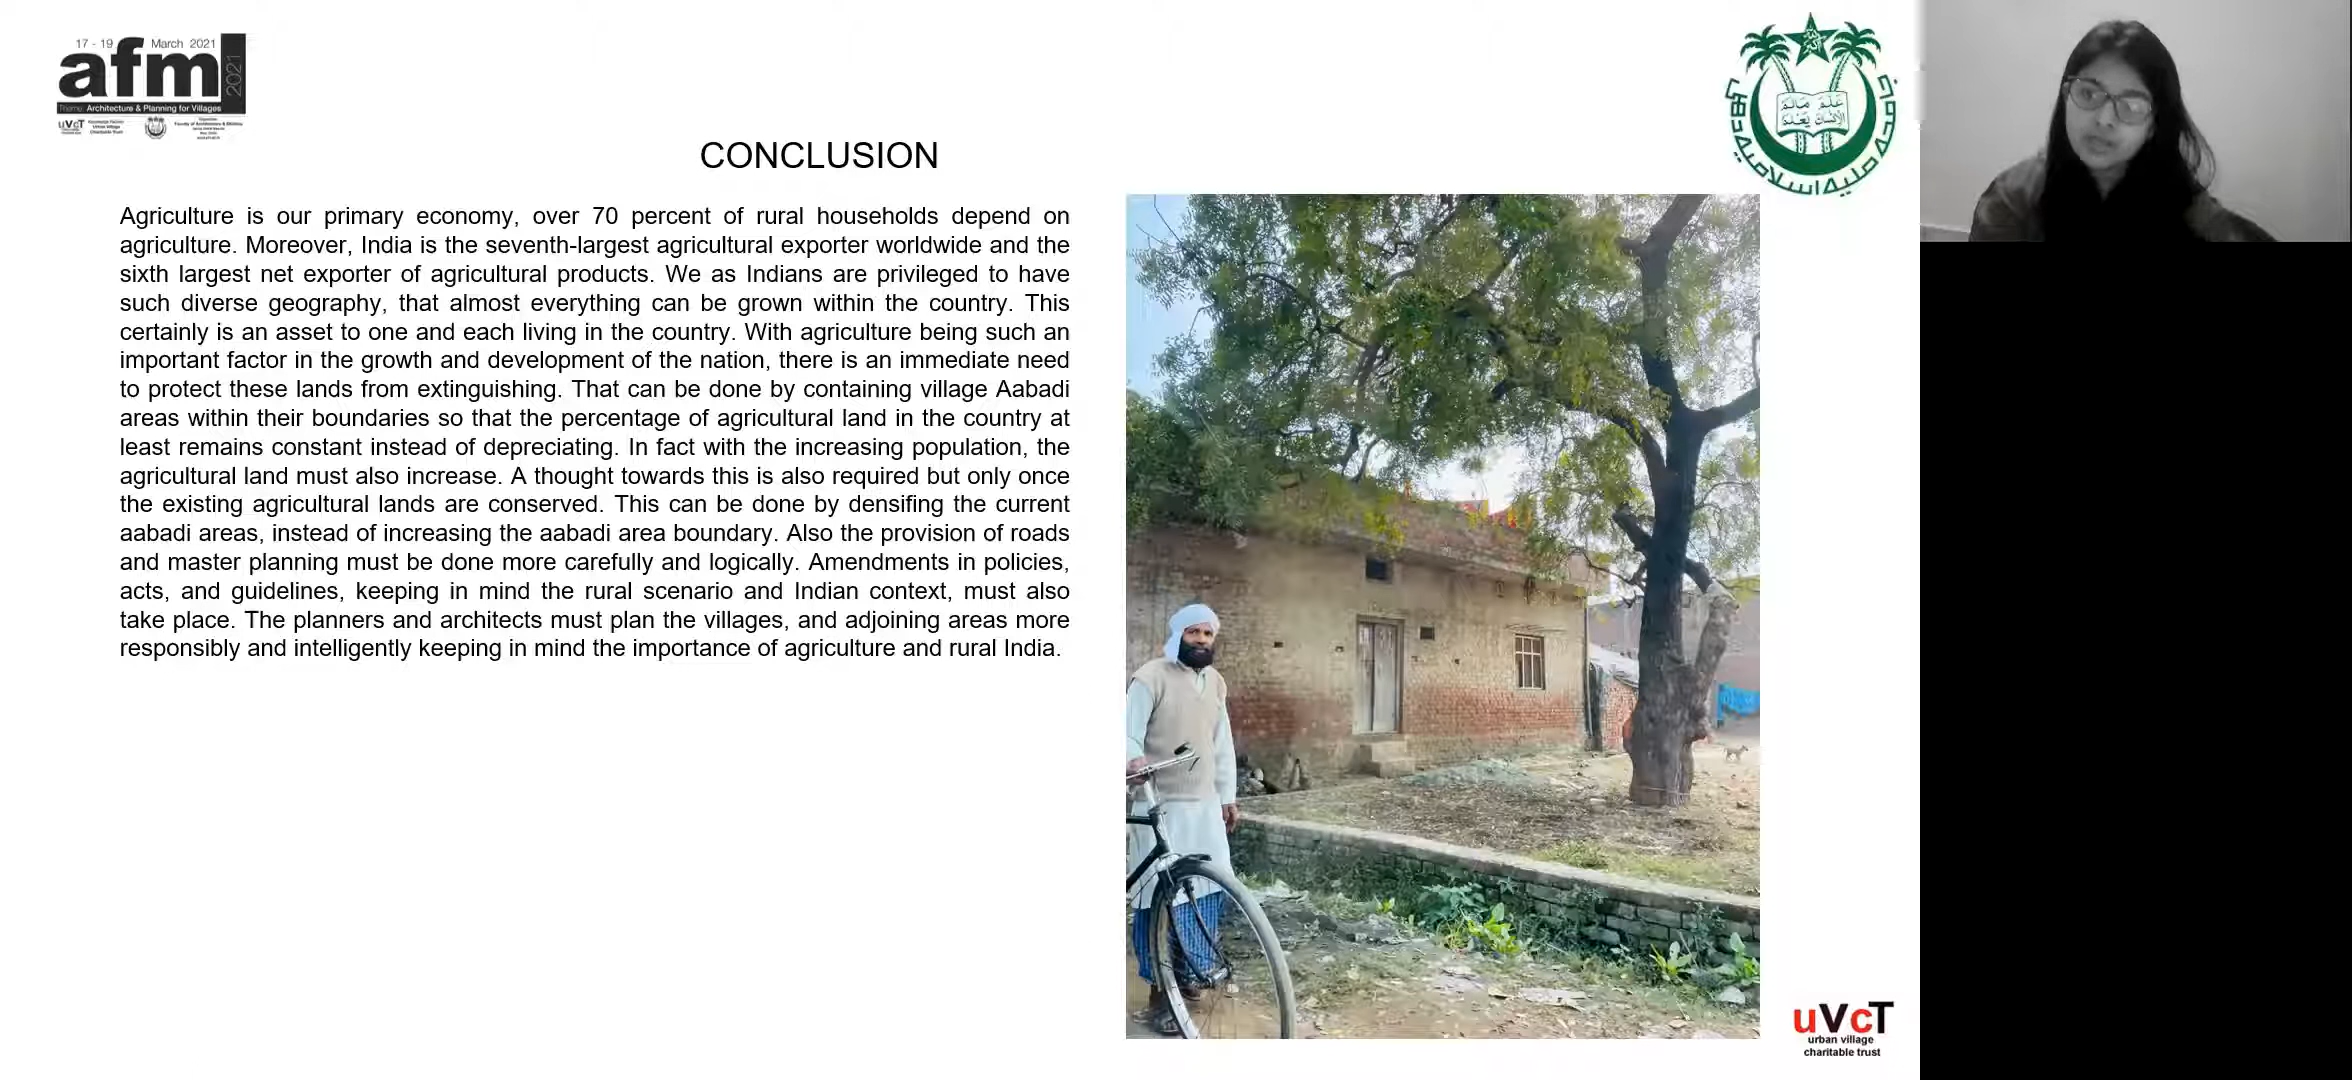 17 - 19 March 2021
afm
2021
Theme: Architecture & Planning for Villages
uVcT
Urban Village
Charitable Trust
Faculty of Architecture & Ekistics
CONCLUSION
Agriculture is our primary economy, over 70 percent of rural households depend on
agriculture. Moreover, India is the seventh-largest agricultural exporter worldwide and the
sixth largest net exporter of agricultural products. We as Indians are privileged to have
such diverse geography, that almost everything can be grown within the country. This
certainly is an asset to one and each living in the country. With agriculture being such an
important factor in the growth and development of the nation, there is an immediate need
to protect these lands from extinguishing. That can be done by containing village Aabadi
areas within their boundaries so that the percentage of agricultural land in the country at
least remains constant instead of depreciating. In fact with the increasing population, the
agricultural land must also increase. A thought towards this is also required but only once
the existing agricultural lands are conserved. This can be done by densifing the current
aabadi areas, instead of increasing the aabadi area boundary. Also the provision of roads
and master planning must be done more carefully and logically. Amendments in policies,
acts, and guidelines, keeping in mind the rural scenario and Indian context, must also
take place. The planners and architects must plan the villages, and adjoining areas more
responsibly and intelligently keeping in mind the importance of agriculture and rural India.
uVcT
urban village
charitable trust